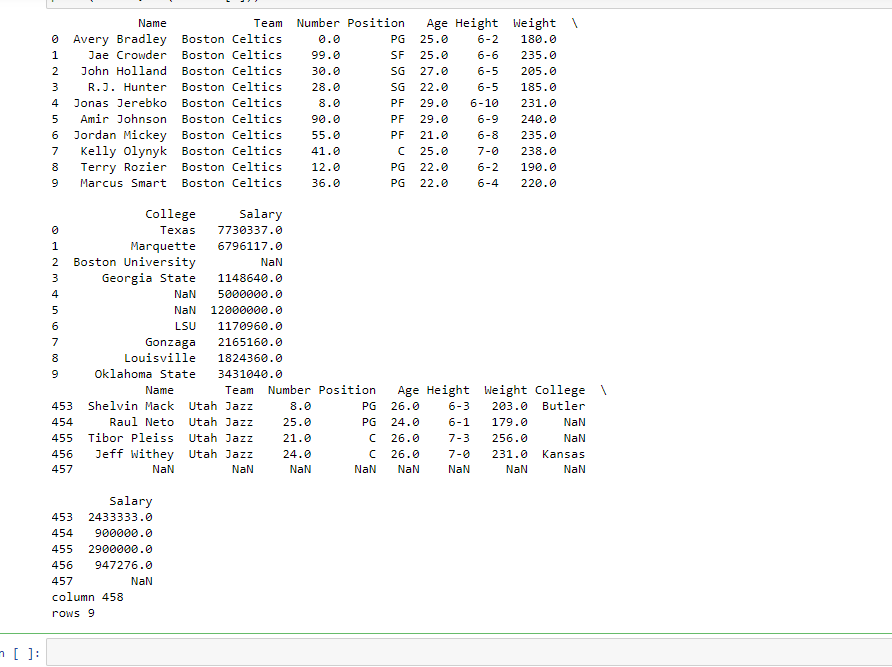 Name Team Number Position Age Height Weight \
0 Avery Bradley Boston Celtics 0.0 PG 25.0 6-2 180.0
1 Jae Crowder Boston Celtics 99.0 SF 25.0 6-6 235.0
2 John Holland Boston Celtics 30.0 SG 27.0 6-5 205.0
3 R.J. Hunter Boston Celtics 28.0 SG 22.0 6-5 185.0
4 Jonas Jerebko Boston Celtics 8.0 PF 29.0 6-10 231.0
5 Amir Johnson Boston Celtics 90.0 PF 29.0 6-9 240.0
6 Jordan Mickey Boston Celtics 55.0 PF 21.0 6-8 235.0
7 Kelly Olynyk Boston Celtics 41.0 C 25.0 7-0 238.0
8 Terry Rozier Boston Celtics 12.0 PG 22.0 6-2 190.0
9 Marcus Smart Boston Celtics 36.0 PG 22.0 6-4 220.0
College Salary
0 Texas 7730337.0
1 Marquette 6796117.0
2 Boston University NaN
3 Georgia State 1148640.0
4 NaN 5000000.0
5 NaN 12000000.0
6 LSU 1170960.0
7 Gonzaga 2165160.0
8 Louisville 1824360.0
9 Oklahoma State 3431040.0
Name Team Number Position Age Height Weight College \
453 Shelvin Mack Utah Jazz 8.0 PG 26.0 6-3 203.0 Butler
454 Raul Neto Utah Jazz 25.0 PG 24.0 6-1 179.0 NaN
455 Tibor Pleiss Utah Jazz 21.0 C 26.0 7-3 256.0 NaN
456 Jeff Withey Utah Jazz 24.0 C 26.0 7-0 231.0 Kansas
457 NaN NaN NaN NaN NaN NaN NaN NaN
Salary
453 2433333.0
454 900000.0
455 2900000.0
456 947276.0
457 NaN
column 458
rows 9
[ ]: